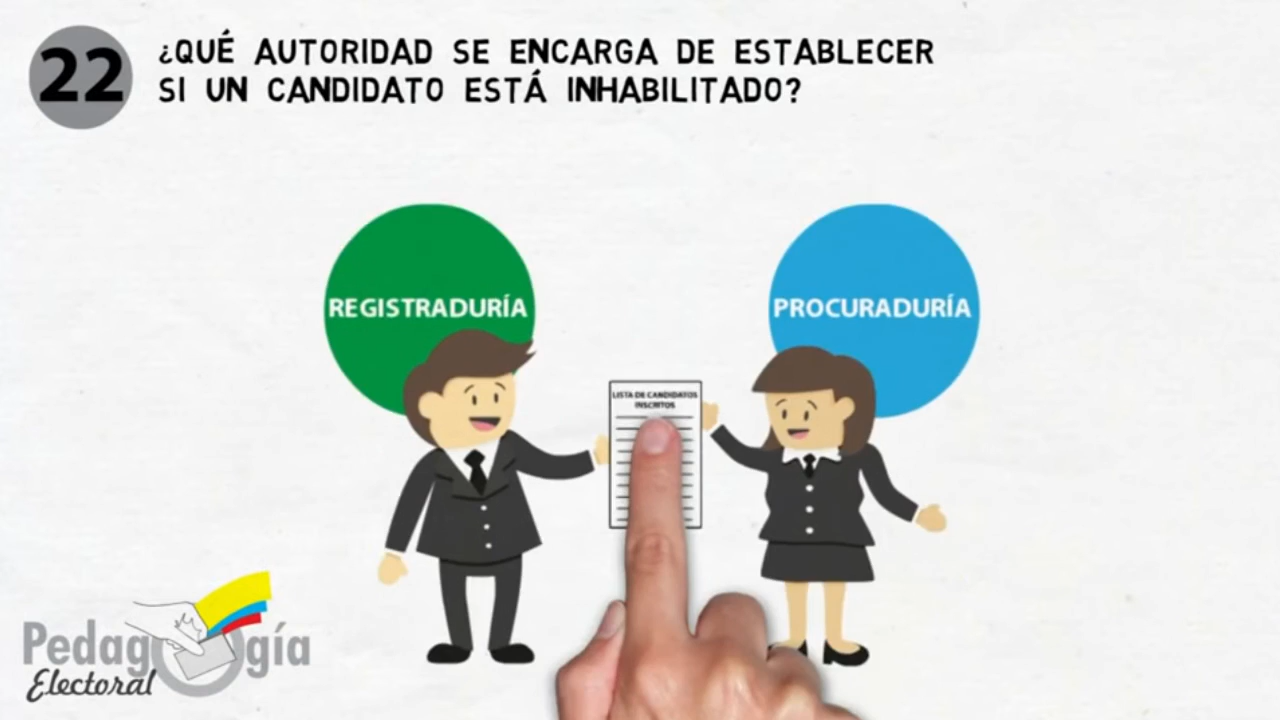 22
¿QUÉ AUTORIDAD SE ENCARGA DE ESTABLECER
SI UN CANDIDATO ESTÁ INHABILITADO?
REGISTRADURÍA
PROCURADURÍA
LISTA DE CANDIDATOS
INSCRITOS
Pedagogía
Electoral